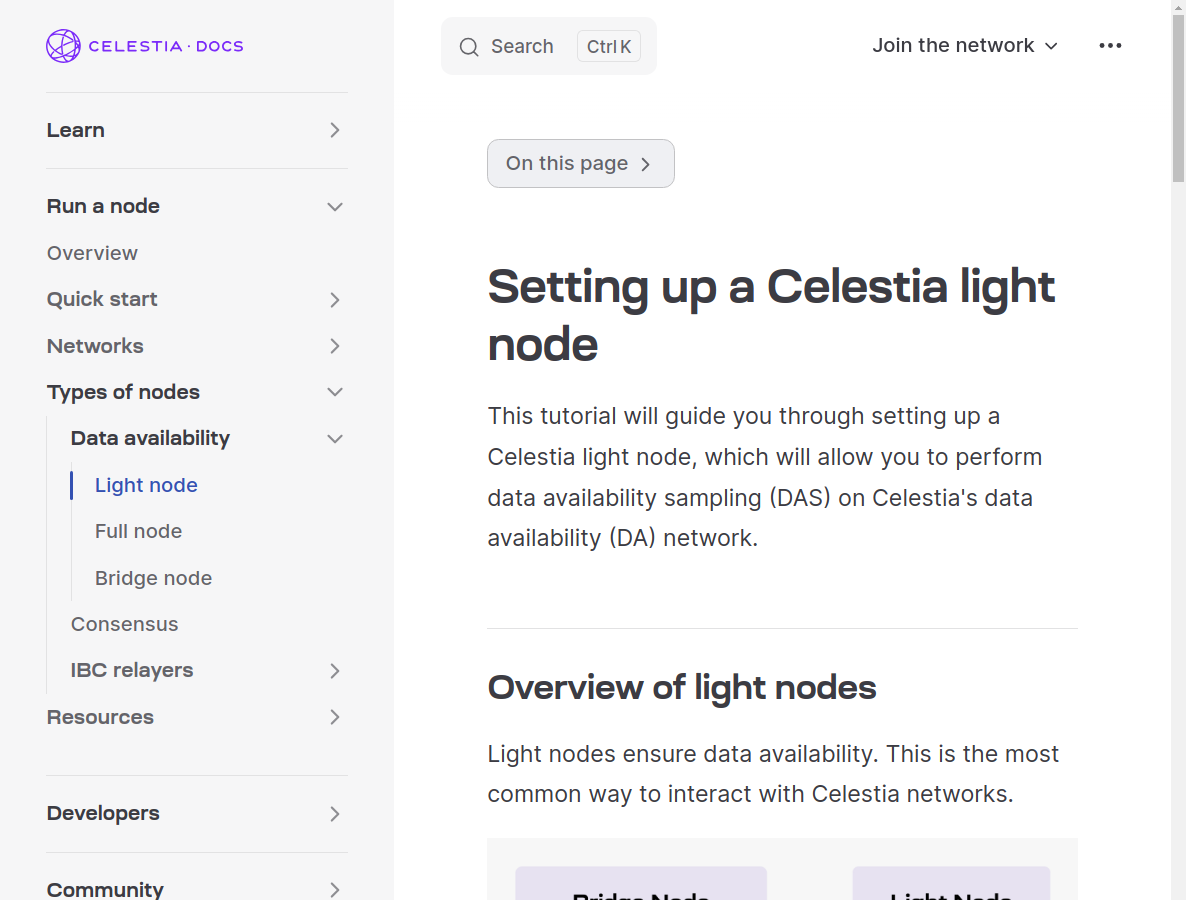 CELESTIA · DOCS
Search
Ctrl K
Join the network
Learn
Run a node
Overview
Quick start
Networks
Types of nodes
Data availability
Light node
Full node
Bridge node
Consensus
IBC relayers
Resources
Developers
Community
On this page
Setting up a Celestia light
node
This tutorial will guide you through setting up a
Celestia light node, which will allow you to perform
data availability sampling (DAS) on Celestia's data
availability (DA) network.
Overview of light nodes
Light nodes ensure data availability. This is the most
common way to interact with Celestia networks.
Bridge Node
Light Node